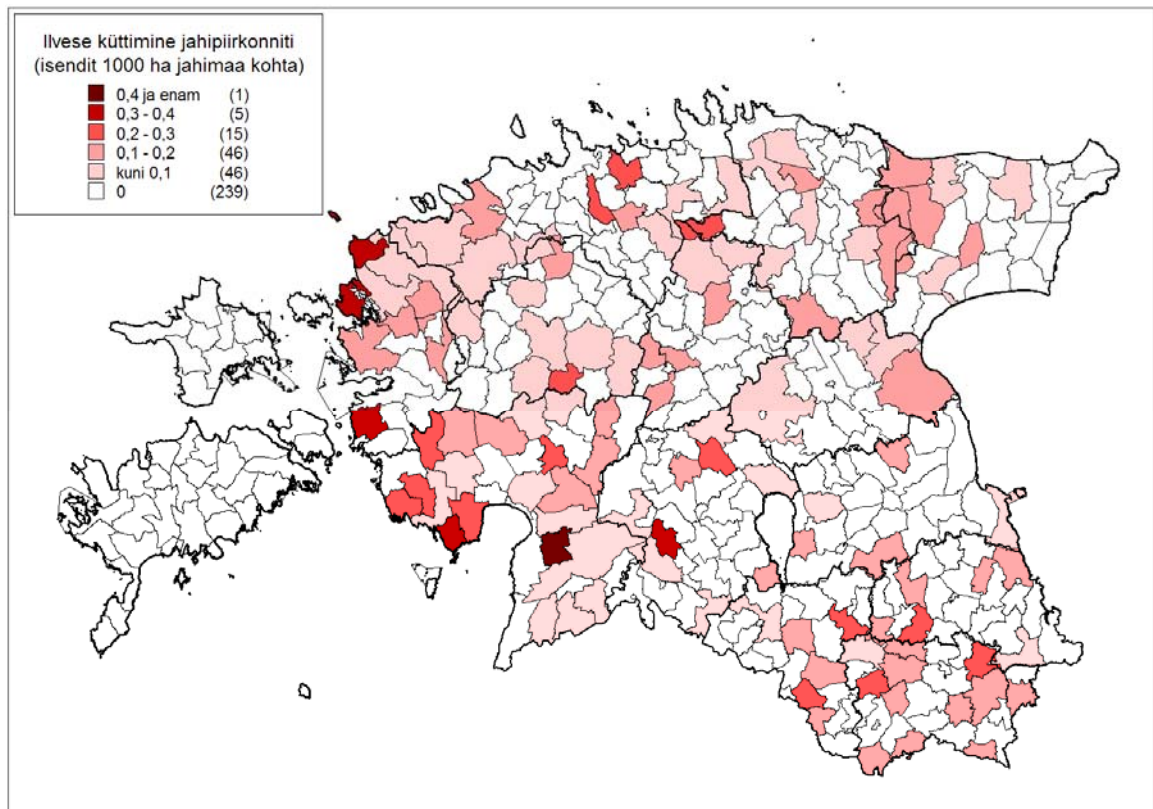 Ilvese küttimine jahipiirkonniti
(isendit 1000 ha jahimaa kohta)
0,4 ja enam (1)
0,3 - 0,4 (5)
0,2 - 0,3 (15)
0,1 - 0,2 (46)
kuni 0,1 (46)
0 (239)